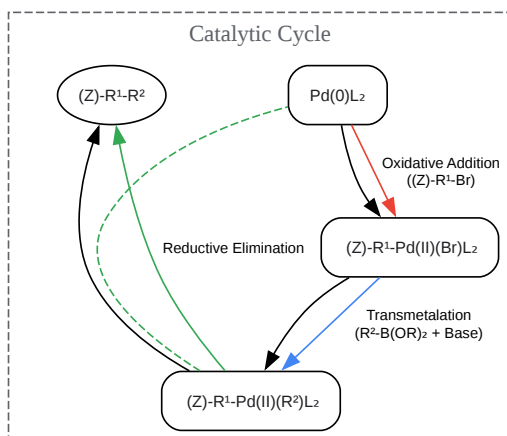 Catalytic Cycle
(Z)-R¹-R²
Pd(0)L₂
Oxidative Addition
((Z)-R¹-Br)
(Z)-R¹-Pd(II)(Br)L₂
Reductive Elimination
Transmetalation
(R²-B(OR)₂ + Base)
(Z)-R¹-Pd(II)(R²)L₂